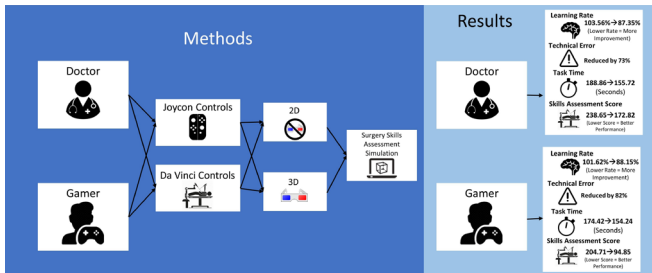 Methods
Doctor
Gamer
Joycon Controls
Da Vinci Controls
2D
3D
Surgery Skills
Assessment
Simulation
Results
Doctor
Learning Rate
103.56%→87.35%
(Lower Rate = More
Improvement)
Technical Error
Reduced by 73%
Task Time
188.86→155.72
(Seconds)
Skills Assessment Score
238.65→172.82
(Lower Score = Better
Performance)
Gamer
Learning Rate
101.62%→88.15%
(Lower Rate = More
Improvement)
Technical Error
Reduced by 82%
Task Time
174.42→154.24
(Seconds)
Skills Assessment Score
204.71→94.85
(Lower Score = Better
Performance)